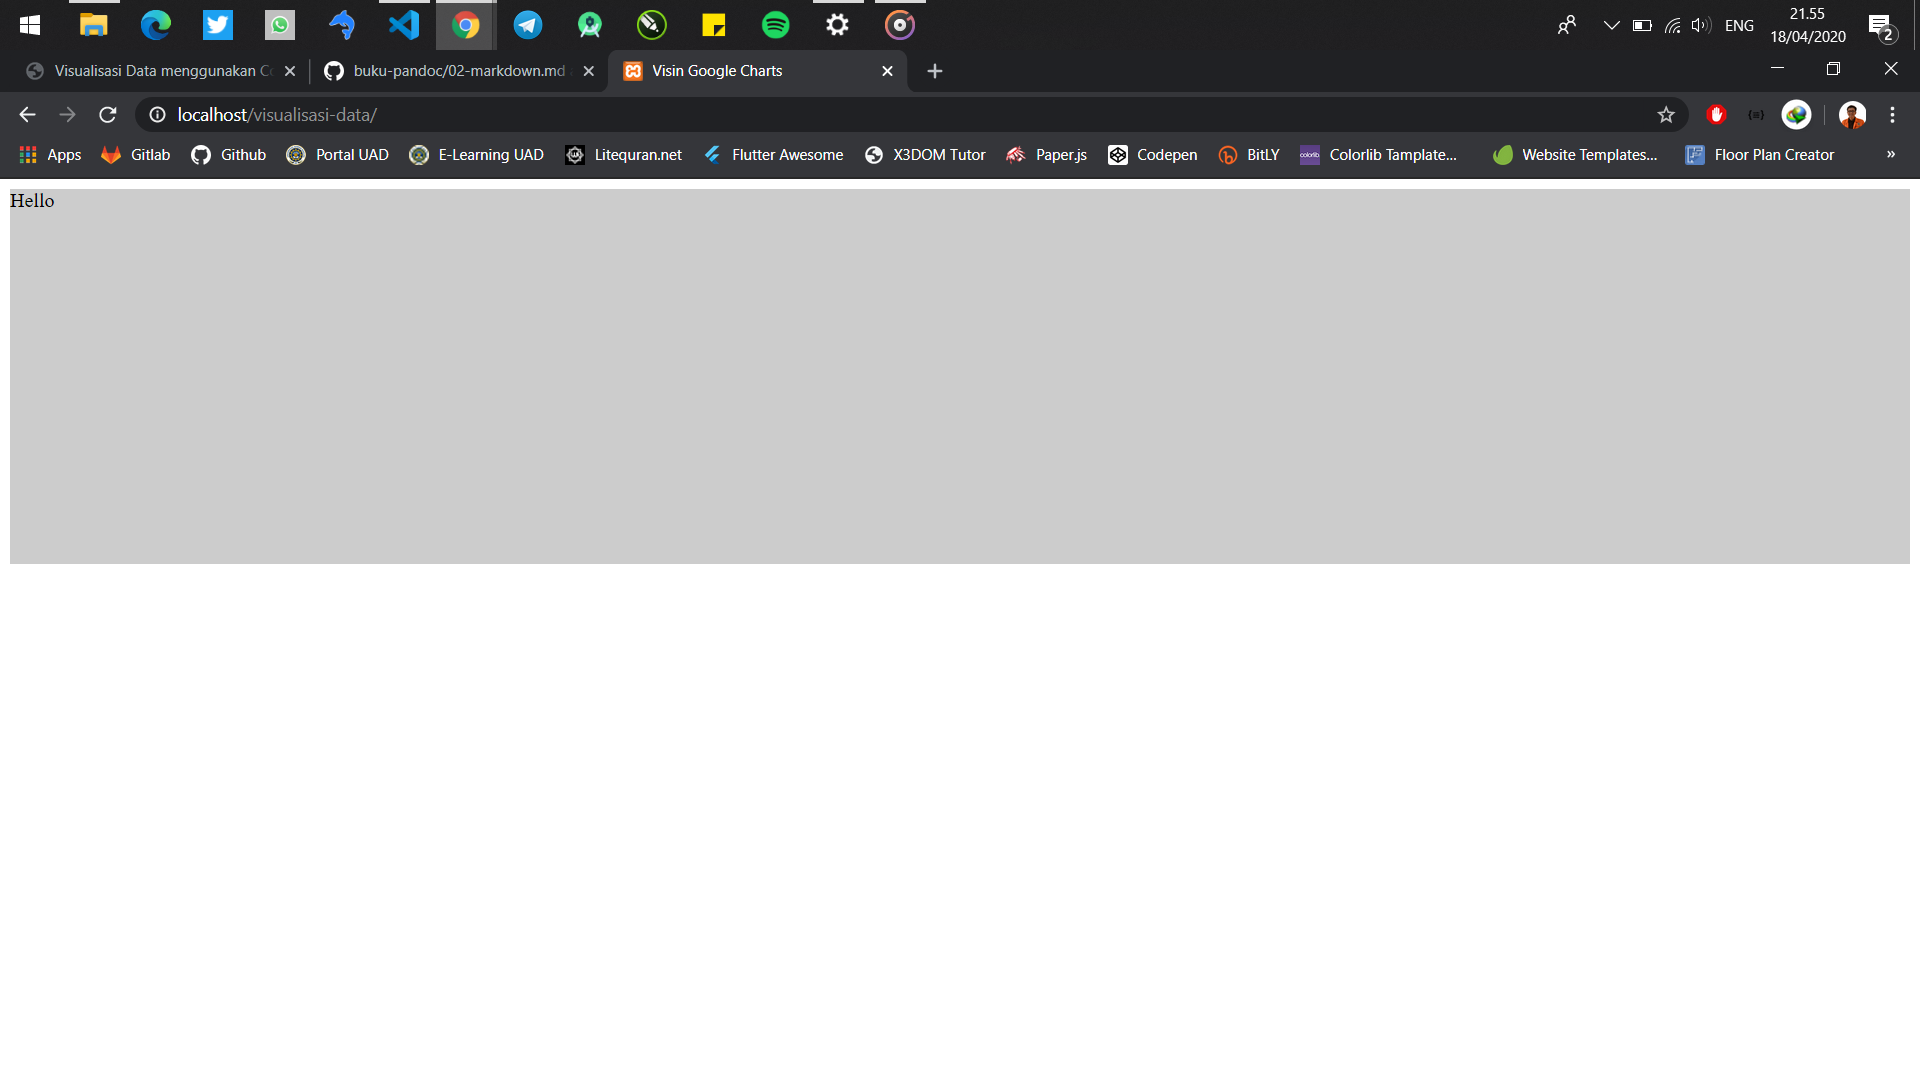 21.55
ENG
18/04/2020
2
Visualisasi Data menggunakan Co
buku-pandoc/02-markdown.md
Visin Google Charts
localhost/visualisasi-data/
Apps
Gitlab
Github
Portal UAD
E-Learning UAD
Litequran.net
Flutter Awesome
X3DOM Tutor
Paper.js
Codepen
BitLY
Colorlib Tamplate...
Website Templates...
Floor Plan Creator
»
Hello